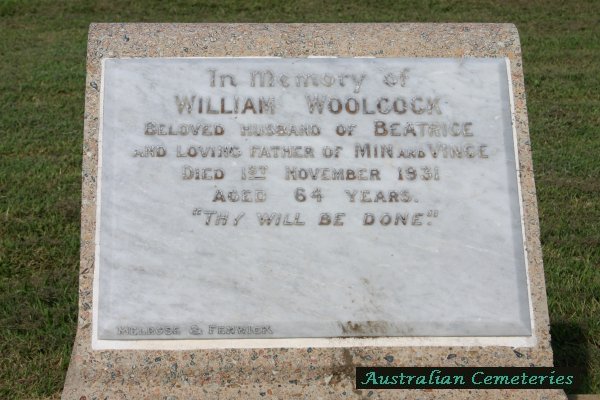 In Memory of
WILLIAM WOOLCOCK
BELOVED HUSBAND OF BEATRICE
AND LOVING FATHER OF MIN AND VINCE
DIED 1ST NOVEMBER 1931
AGED 64 YEARS.
"THY WILL BE DONE."
MELROSE & FENWICK
Australian Cemeteries